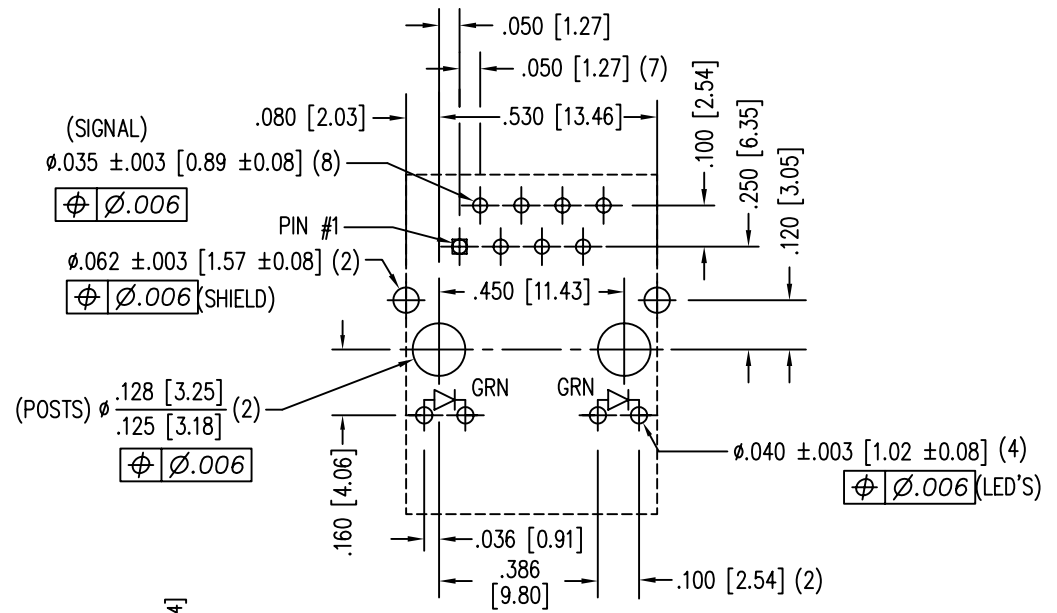 .050 [1.27]
.050 [1.27] (7)
.080 [2.03]
.530 [13.46]
.100 [2.54]
.250 [6.35]
.120 [3.05]
(SIGNAL)
ø.035 ±.003 [0.89 ±0.08] (8)
⌖ Ø.006
PIN #1
ø.062 ±.003 [1.57 ±0.08] (2)
⌖ Ø.006 (SHIELD)
.450 [11.43]
GRN GRN
(POSTS) ø .128 [3.25]
.125 [3.18] (2)
⌖ Ø.006
ø.040 ±.003 [1.02 ±0.08] (4)
⌖ Ø.006 (LED'S)
.160 [4.06]
.036 [0.91]
.386
[9.80]
.100 [2.54] (2)
4]